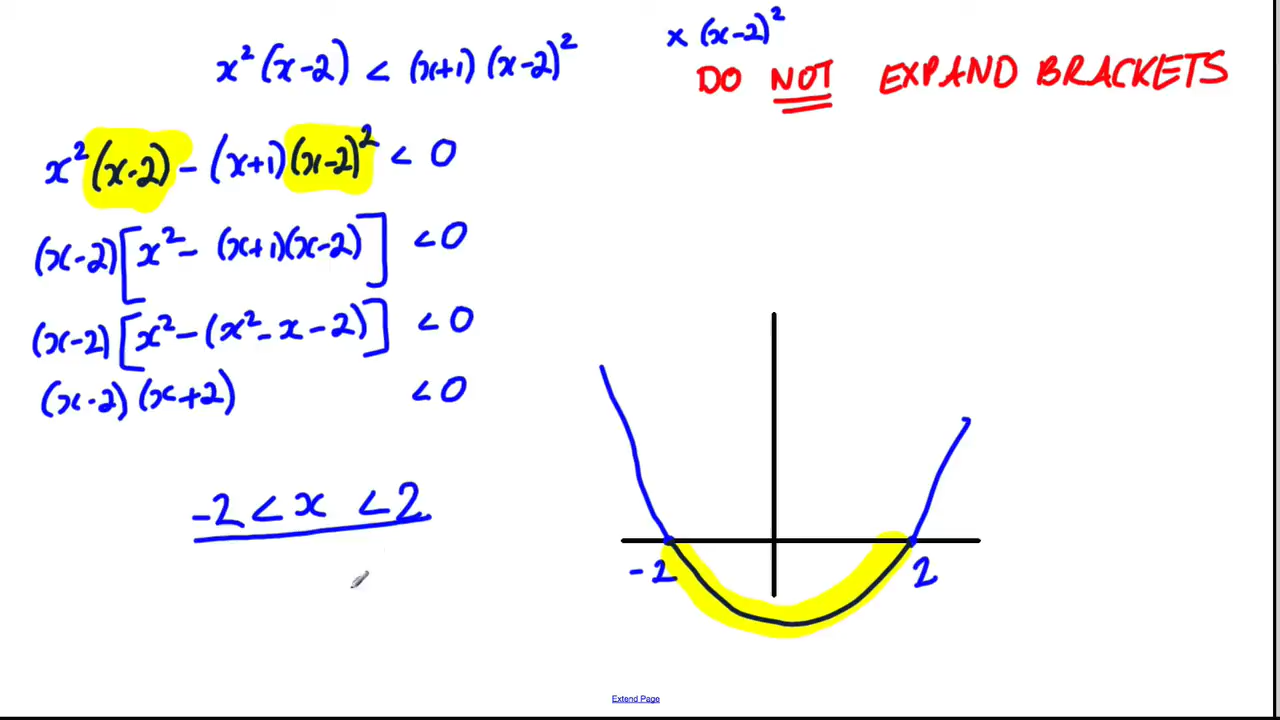 x (x-2)²
x² (x-2) < (x+1) (x-2)²
DO NOT EXPAND BRACKETS
x² (x-2) - (x+1) (x-2)² < 0
(x-2) [x² - (x+1)(x-2)] < 0
(x-2) [x² - (x² - x - 2)] < 0
(x-2) (x+2) < 0
-2 < x < 2
-2
2
Extend Page